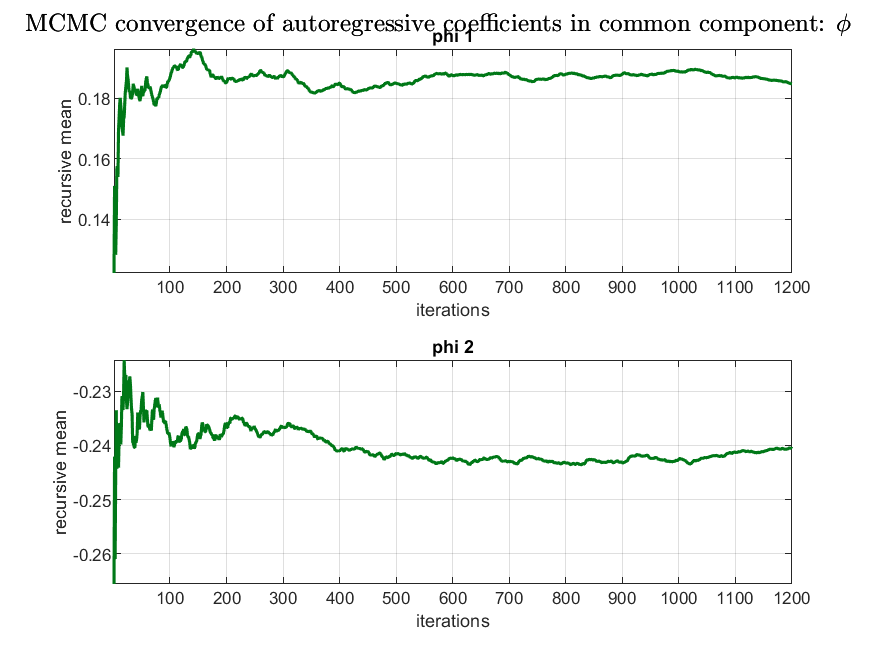 MCMC convergence of autoregressive coefficients in common component: ϕ
phi 1
recursive mean
0.18
0.16
0.14
100 200 300 400 500 600 700 800 900 1000 1100 1200
iterations
phi 2
recursive mean
-0.23
-0.24
-0.25
-0.26
100 200 300 400 500 600 700 800 900 1000 1100 1200
iterations